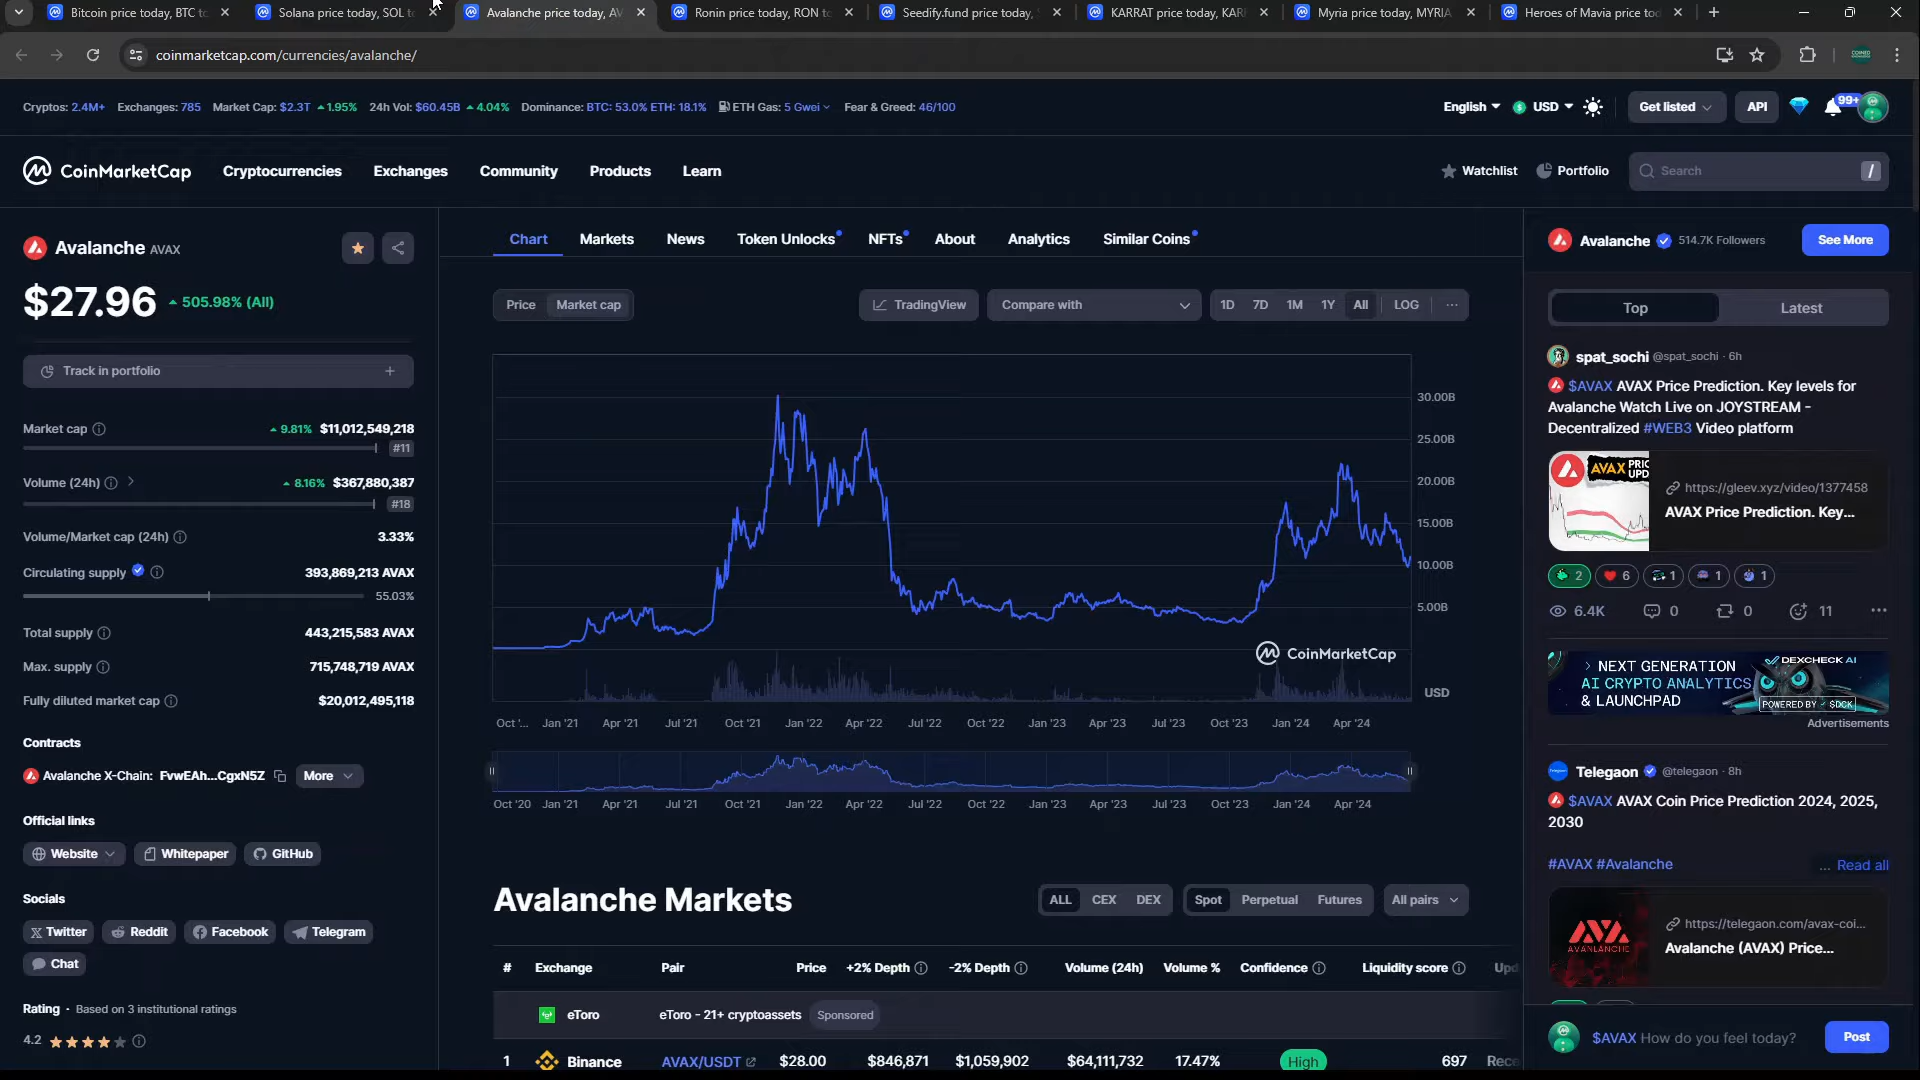 Bitcoin price today, BTC to
Solana price today, SOL to
Avalanche price today, AV
Ronin price today, RON to
Seedify.fund price today,
KARRAT price today, KAR
Myria price today, MYRIA
Heroes of Mavia price tod
coinmarketcap.com/currencies/avalanche/
Cryptos: 2.4M+ Exchanges: 785 Market Cap: $2.3T 1.95% 24h Vol: $60.45B 4.04% Dominance: BTC: 53.0% ETH: 18.1% ETH Gas: 5 Gwei Fear & Greed: 46/100
English USD Get listed API 99+
CoinMarketCap Cryptocurrencies Exchanges Community Products Learn
Watchlist Portfolio Search /
Avalanche AVAX
$27.96 505.98% (All)
Track in portfolio +
Market cap 9.81% $11,012,549,218
#11
Volume (24h) 8.16% $367,880,387
#18
Volume/Market cap (24h) 3.33%
Circulating supply 393,869,213 AVAX
55.03%
Total supply 443,215,583 AVAX
Max. supply 715,748,719 AVAX
Fully diluted market cap $20,012,495,118
Contracts
Avalanche X-Chain: FvwEAh...CgxN5Z More
Official links
Website Whitepaper GitHub
Socials
Twitter Reddit Facebook Telegram
Chat
Rating · Based on 3 institutional ratings
4.2
Chart Markets News Token Unlocks NFTs About Analytics Similar Coins
Price Market cap
TradingView Compare with 1D 7D 1M 1Y All LOG ...
30.00B
25.00B
20.00B
15.00B
10.00B
5.00B
CoinMarketCap
USD
Oct '... Jan '21 Apr '21 Jul '21 Oct '21 Jan '22 Apr '22 Jul '22 Oct '22 Jan '23 Apr '23 Jul '23 Oct '23 Jan '24 Apr '24
Oct '20 Jan '21 Apr '21 Jul '21 Oct '21 Jan '22 Apr '22 Jul '22 Oct '22 Jan '23 Apr '23 Jul '23 Oct '23 Jan '24 Apr '24
Avalanche Markets
ALL CEX DEX Spot Perpetual Futures All pairs
# Exchange Pair Price +2% Depth -2% Depth Volume (24h) Volume % Confidence Liquidity score Upd
eToro eToro - 21+ cryptoassets Sponsored
1 Binance AVAX/USDT $28.00 $846,871 $1,059,902 $64,111,732 17.47% High 697 Rece
Avalanche 514.7K Followers See More
Top Latest
spat_sochi @spat_sochi · 6h
$AVAX AVAX Price Prediction. Key levels for
Avalanche Watch Live on JOYSTREAM -
Decentralized #WEB3 Video platform
AVAX PRIC
UPD
https://gleev.xyz/video/1377458
AVAX Price Prediction. Key...
2 6 1 1 1
6.4K 0 0 11 ...
> NEXT GENERATION
AI CRYPTO ANALYTICS
& LAUNCHPAD
DEXCHECK AI
POWERED BY $DCK
Advertisements
Telegaon @telegaon · 8h
$AVAX AVAX Coin Price Prediction 2024, 2025,
2030
#AVAX #Avalanche
... Read all
AVANLANCHE
https://telegaon.com/avax-coi...
Avalanche (AVAX) Price...
$AVAX How do you feel today? Post